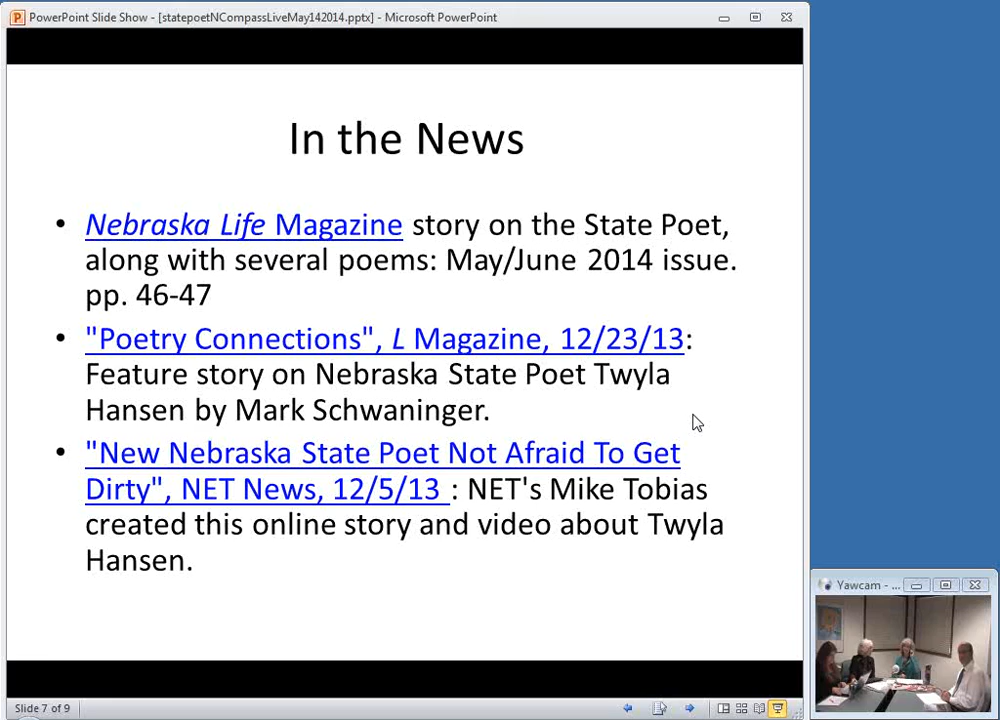 PowerPoint Slide Show - [statepoetNCompassLiveMay142014.pptx] - Microsoft PowerPoint
In the News
• Nebraska Life Magazine story on the State Poet,
along with several poems: May/June 2014 issue.
pp. 46-47
• "Poetry Connections", L Magazine, 12/23/13:
Feature story on Nebraska State Poet Twyla
Hansen by Mark Schwaninger.
• "New Nebraska State Poet Not Afraid To Get
Dirty", NET News, 12/5/13 : NET's Mike Tobias
created this online story and video about Twyla
Hansen.
Yawcam - ...
Slide 7 of 9